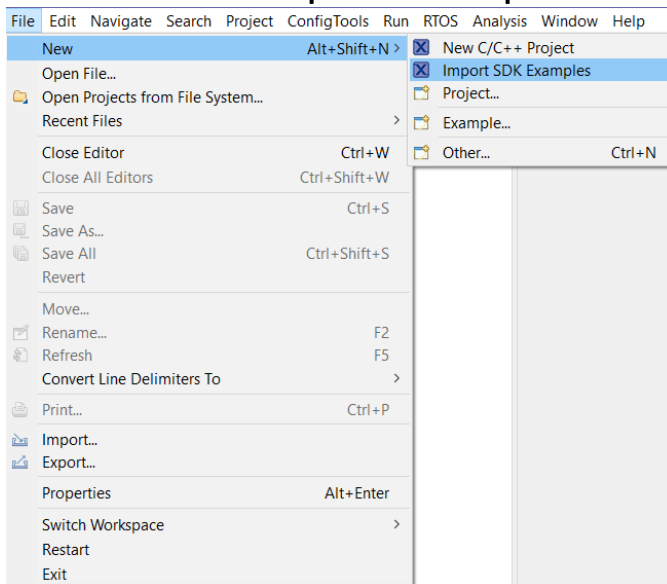 File Edit Navigate Search Project ConfigTools Run RTOS Analysis Window Help
New Alt+Shift+N >
Open File...
Open Projects from File System...
Recent Files >
Close Editor Ctrl+W
Close All Editors Ctrl+Shift+W
Save Ctrl+S
Save As...
Save All Ctrl+Shift+S
Revert
Move...
Rename... F2
Refresh F5
Convert Line Delimiters To >
Print... Ctrl+P
Import...
Export...
Properties Alt+Enter
Switch Workspace >
Restart
Exit
New C/C++ Project
Import SDK Examples
Project...
Example...
Other... Ctrl+N